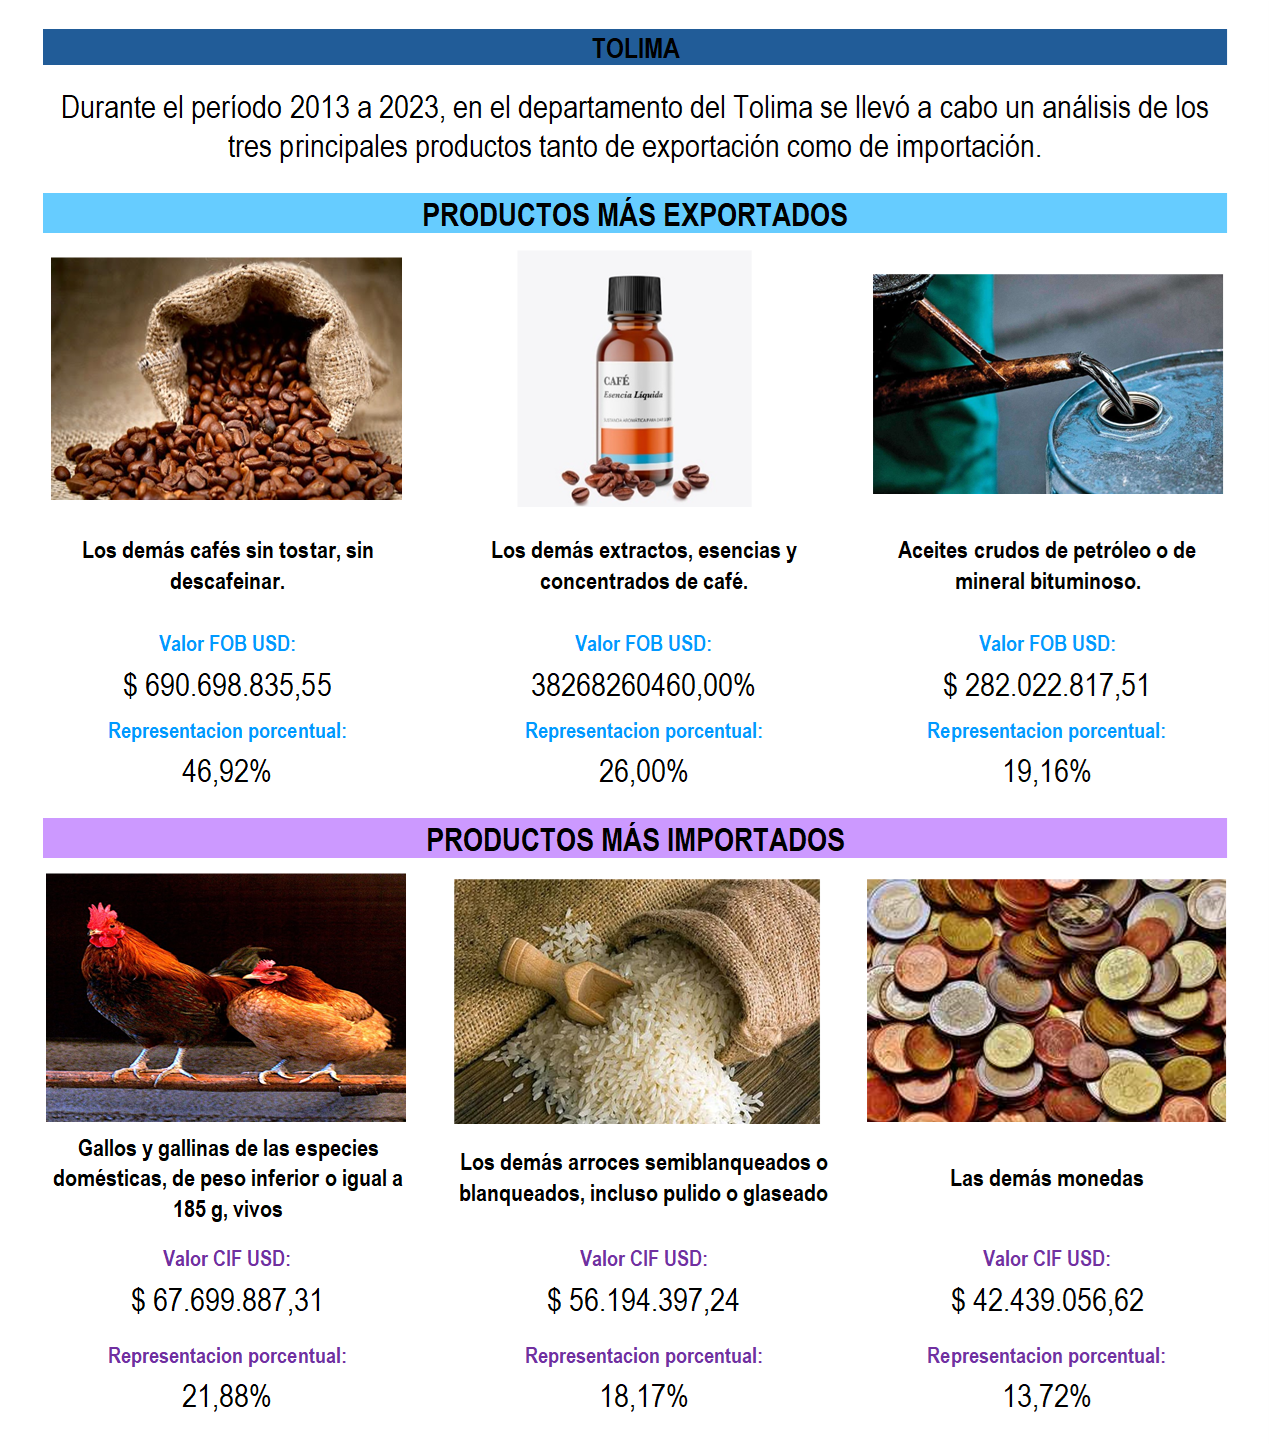 TOLIMA
Durante el período 2013 a 2023, en el departamento del Tolima se llevó a cabo un análisis de los
tres principales productos tanto de exportación como de importación.
PRODUCTOS MÁS EXPORTADOS
CAFÉ
Esencia Líquida
Los demás cafés sin tostar, sin
descafeinar.
Los demás extractos, esencias y
concentrados de café.
Aceites crudos de petróleo o de
mineral bituminoso.
Valor FOB USD:
Valor FOB USD:
Valor FOB USD:
$ 690.698.835,55
38268260460,00%
$ 282.022.817,51
Representacion porcentual:
Representacion porcentual:
Representacion porcentual:
46,92%
26,00%
19,16%
PRODUCTOS MÁS IMPORTADOS
Gallos y gallinas de las especies
domésticas, de peso inferior o igual a
185 g, vivos
Los demás arroces semiblanqueados o
blanqueados, incluso pulido o glaseado
Las demás monedas
Valor CIF USD:
Valor CIF USD:
Valor CIF USD:
$ 67.699.887,31
$ 56.194.397,24
$ 42.439.056,62
Representacion porcentual:
Representacion porcentual:
Representacion porcentual:
21,88%
18,17%
13,72%